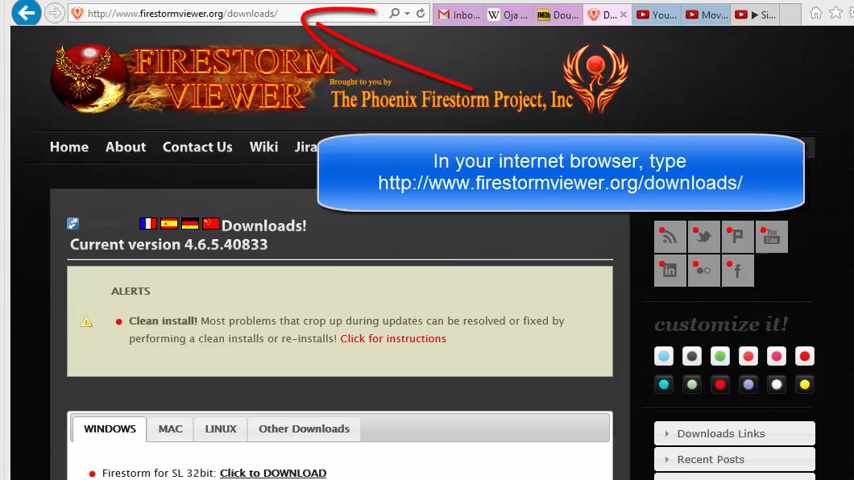 http://www.firestormviewer.org/downloads/
Inbo...
Oja ...
IMDb Dou...
D...
You...
Mov...
Si...
FIRESTORM
VIEWER
Brought to you by
The Phoenix Firestorm Project, Inc
Home About Contact Us Wiki Jira
In your internet browser, type
http://www.firestormviewer.org/downloads/
Downloads!
Current version 4.6.5.40833
ALERTS
Clean install! Most problems that crop up during updates can be resolved or fixed by
performing a clean installs or re-installs! Click for instructions
customize it!
WINDOWS MAC LINUX Other Downloads
Downloads Links
Recent Posts
Firestorm for SL 32bit: Click to DOWNLOAD